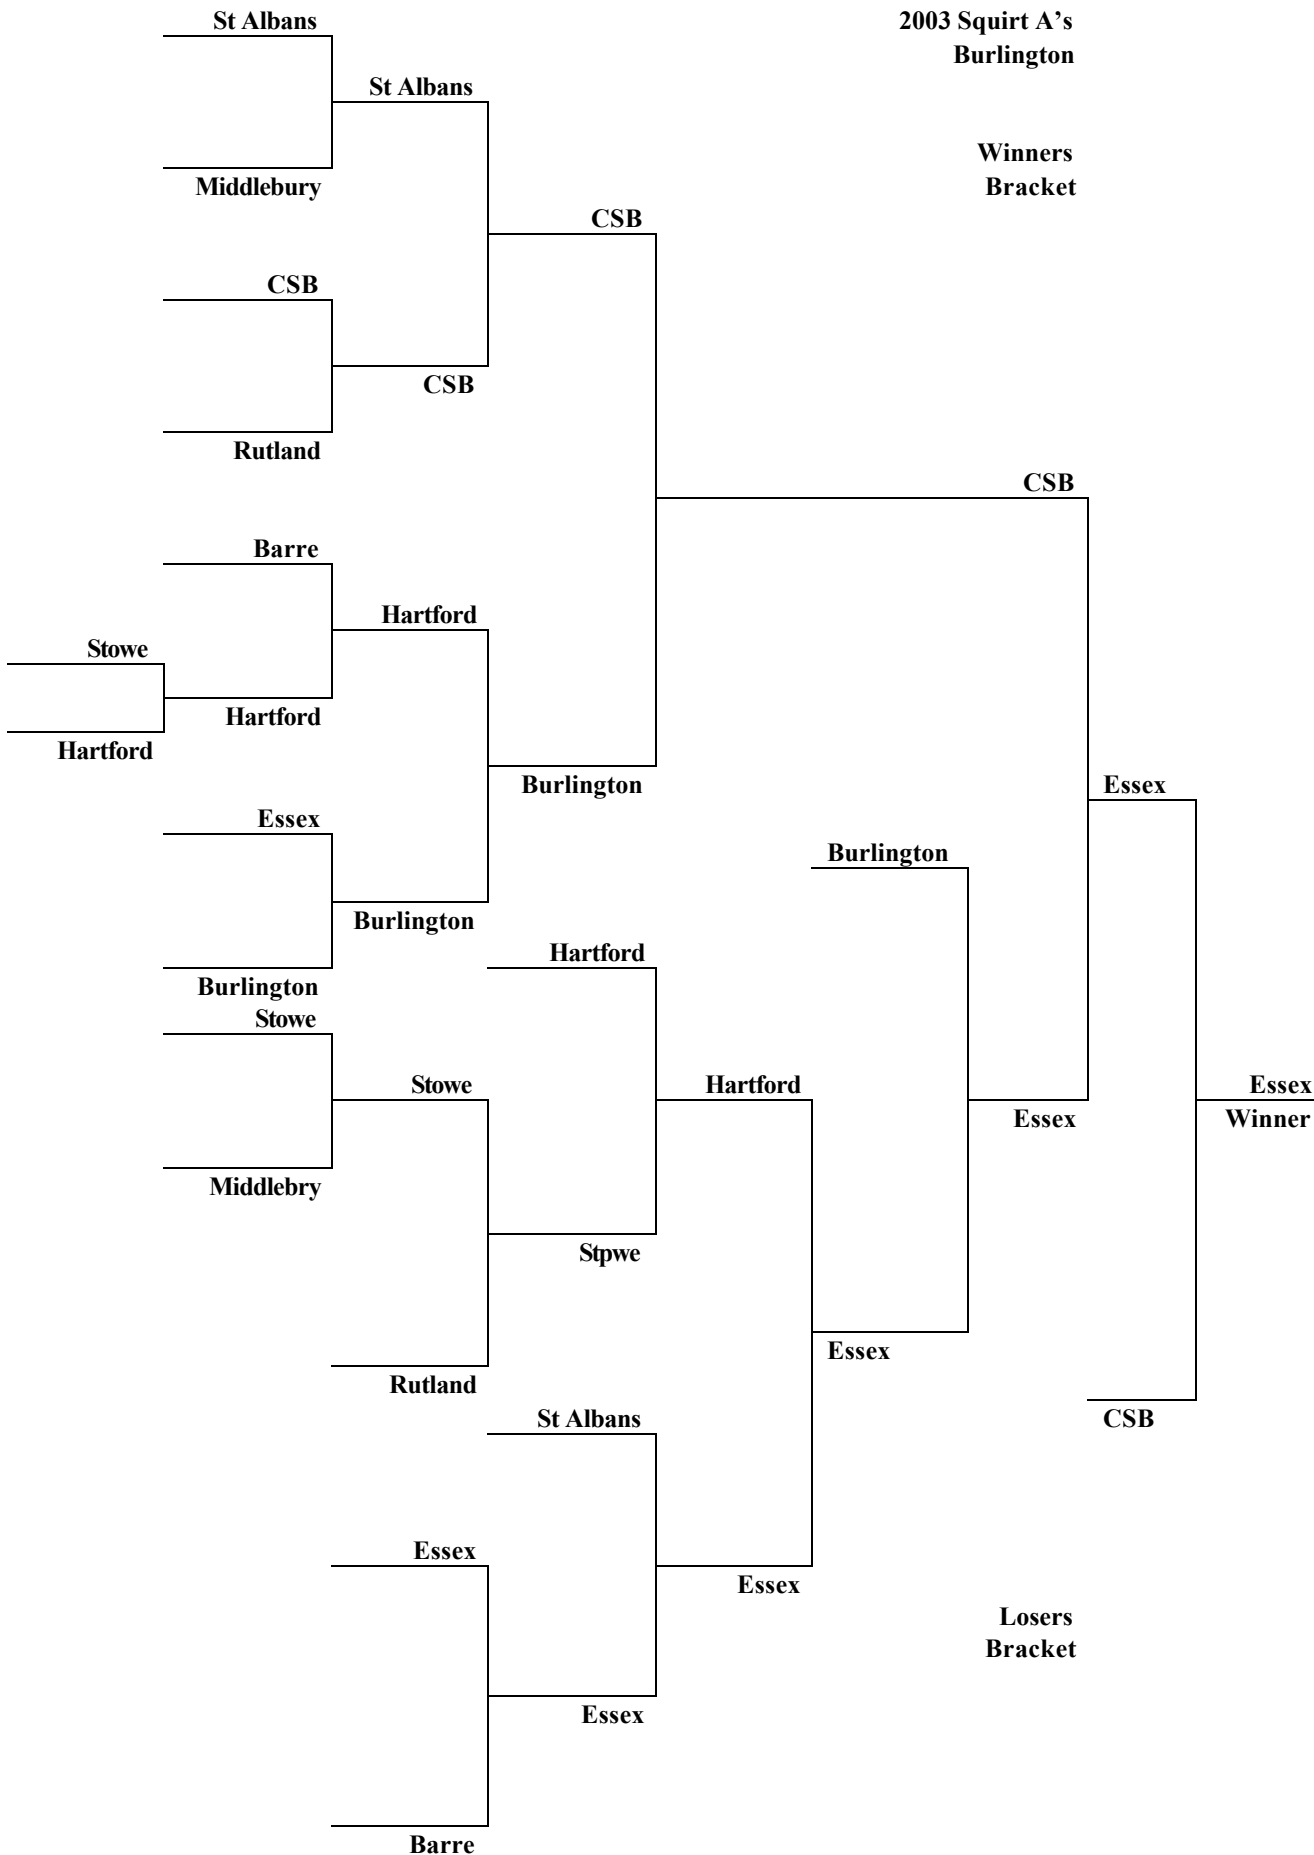 St Albans
2003 Squirt A's
Burlington
St Albans
Winners
Bracket
Middlebury
CSB
CSB
CSB
Rutland
CSB
Barre
Hartford
Stowe
Hartford
Hartford
Burlington
Essex
Essex
Burlington
Burlington
Hartford
Burlington
Stowe
Stowe
Hartford
Essex
Essex
Winner
Middlebry
Stpwe
Essex
Rutland
St Albans
CSB
Essex
Essex
Losers
Bracket
Essex
Barre